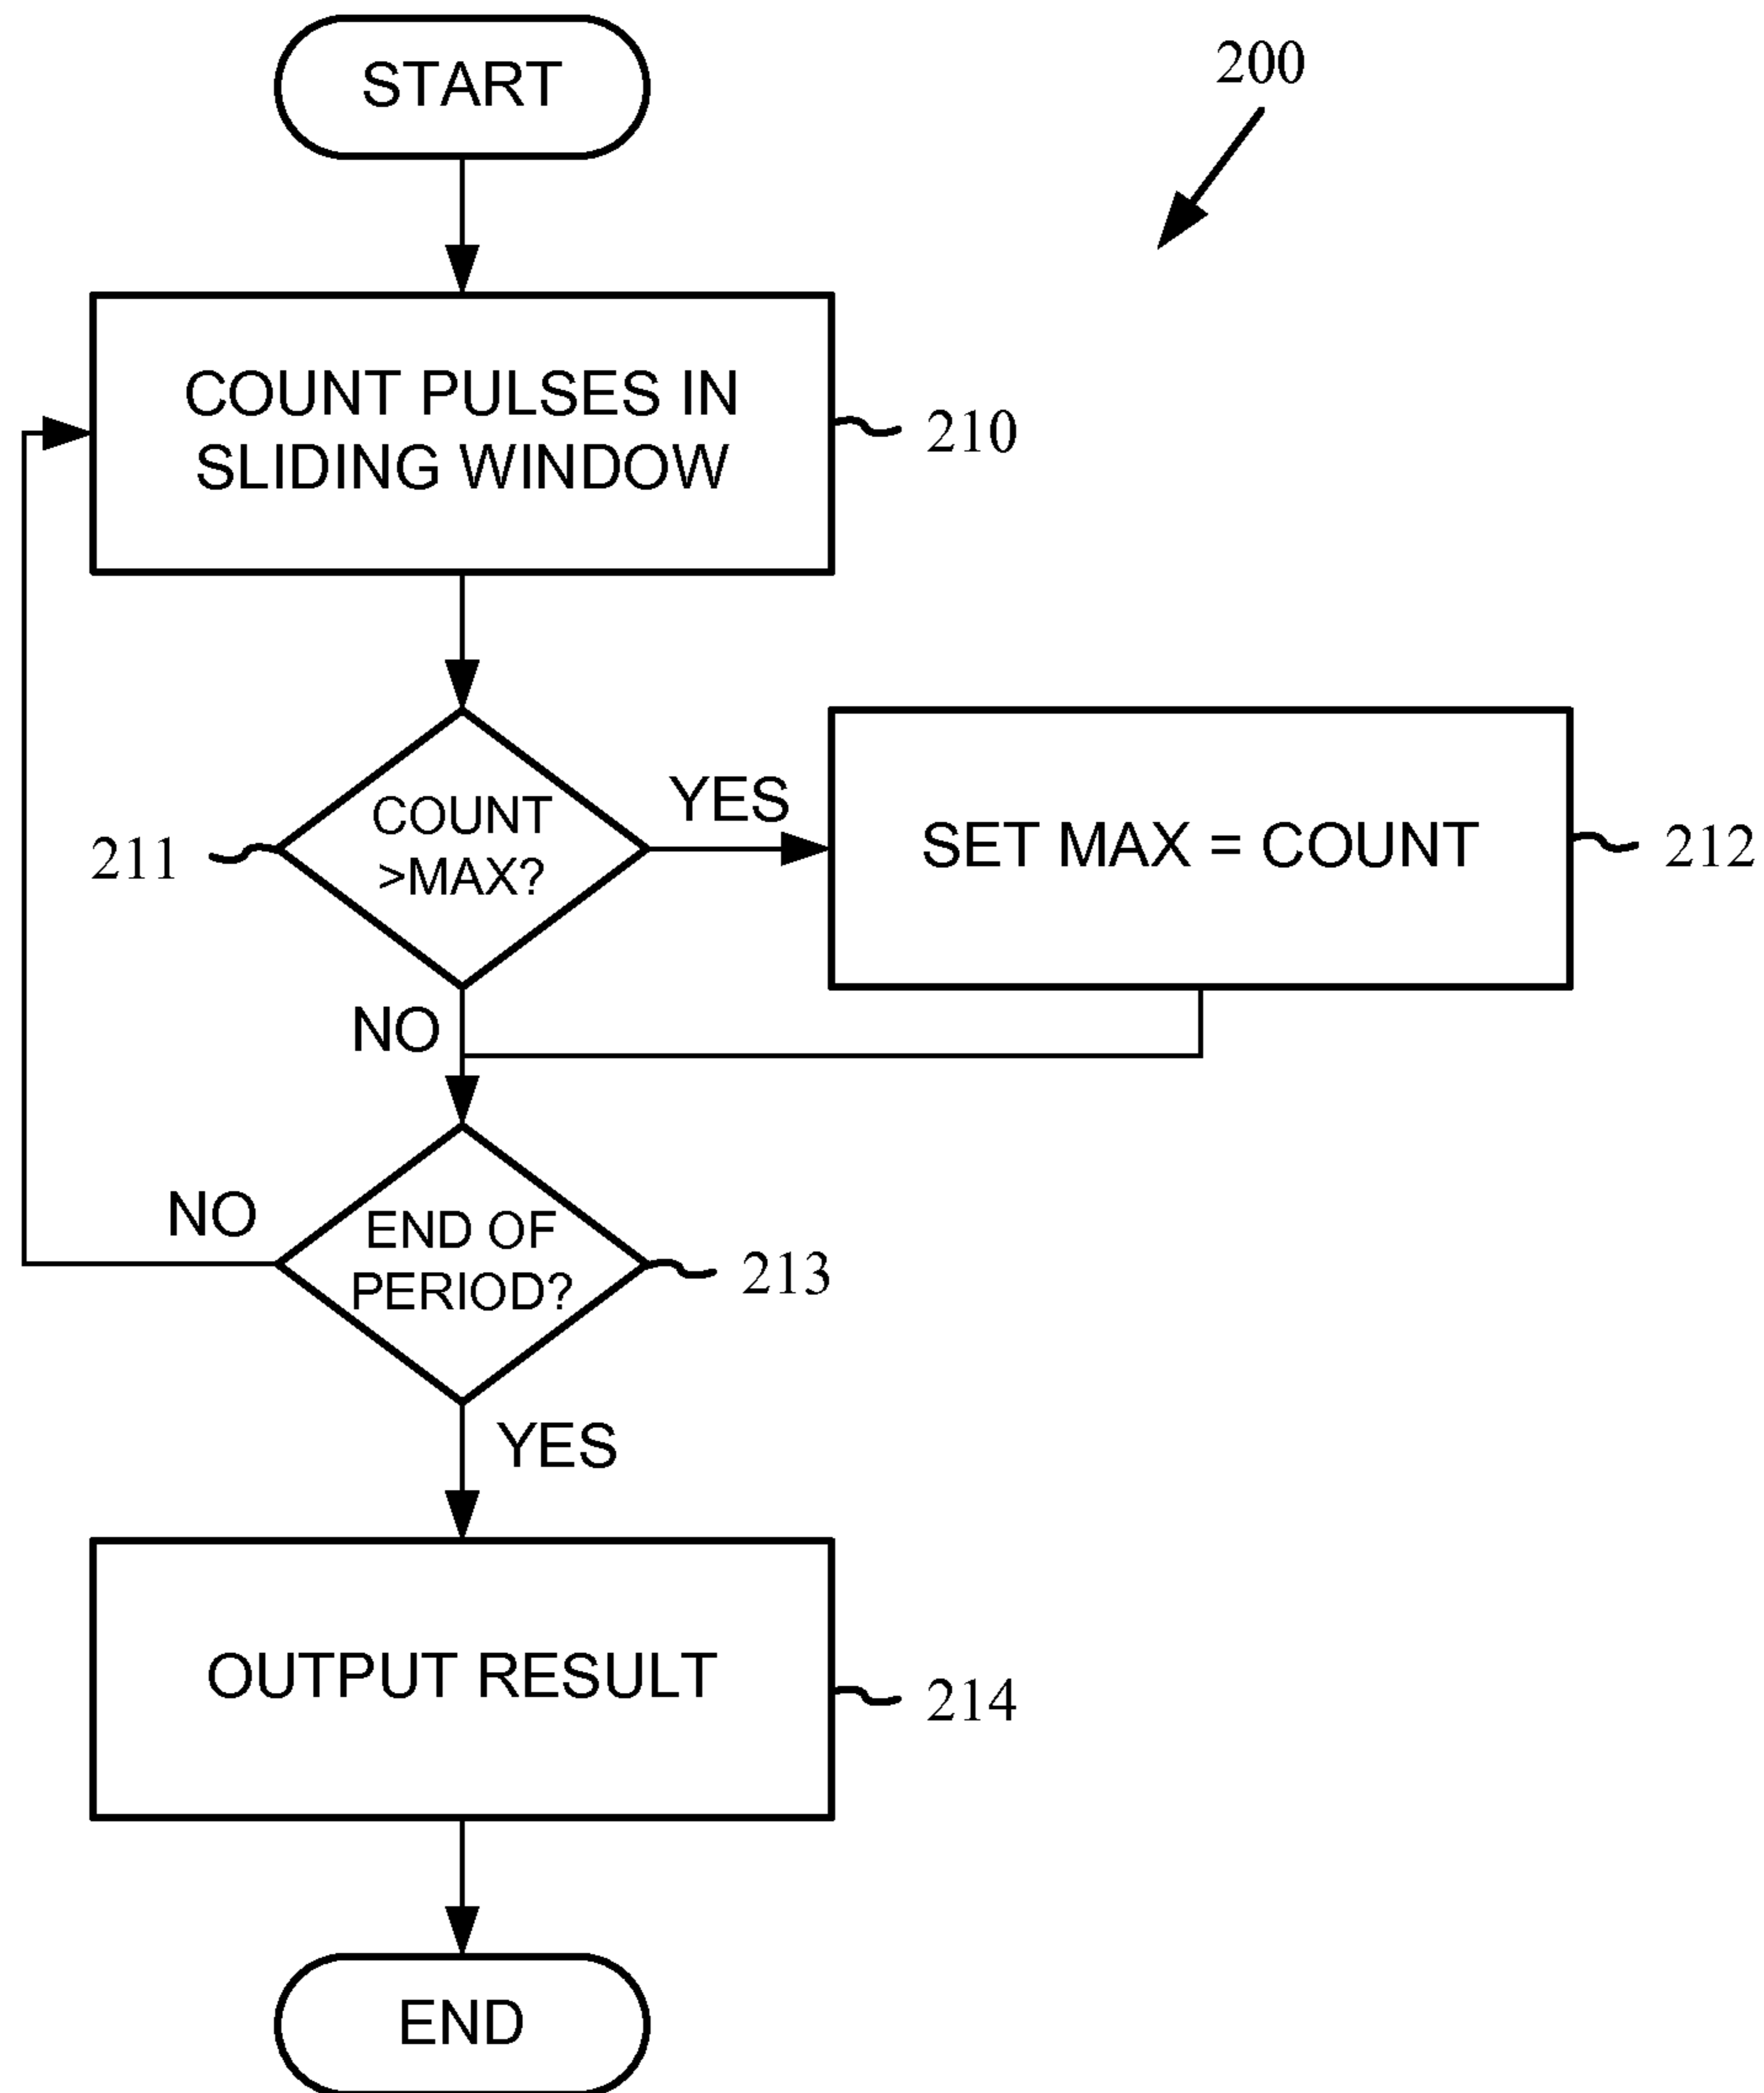 START
200
COUNT PULSES IN
SLIDING WINDOW
210
COUNT
>MAX?
211
YES
SET MAX = COUNT
212
NO
END OF
PERIOD?
NO
213
YES
OUTPUT RESULT
214
END